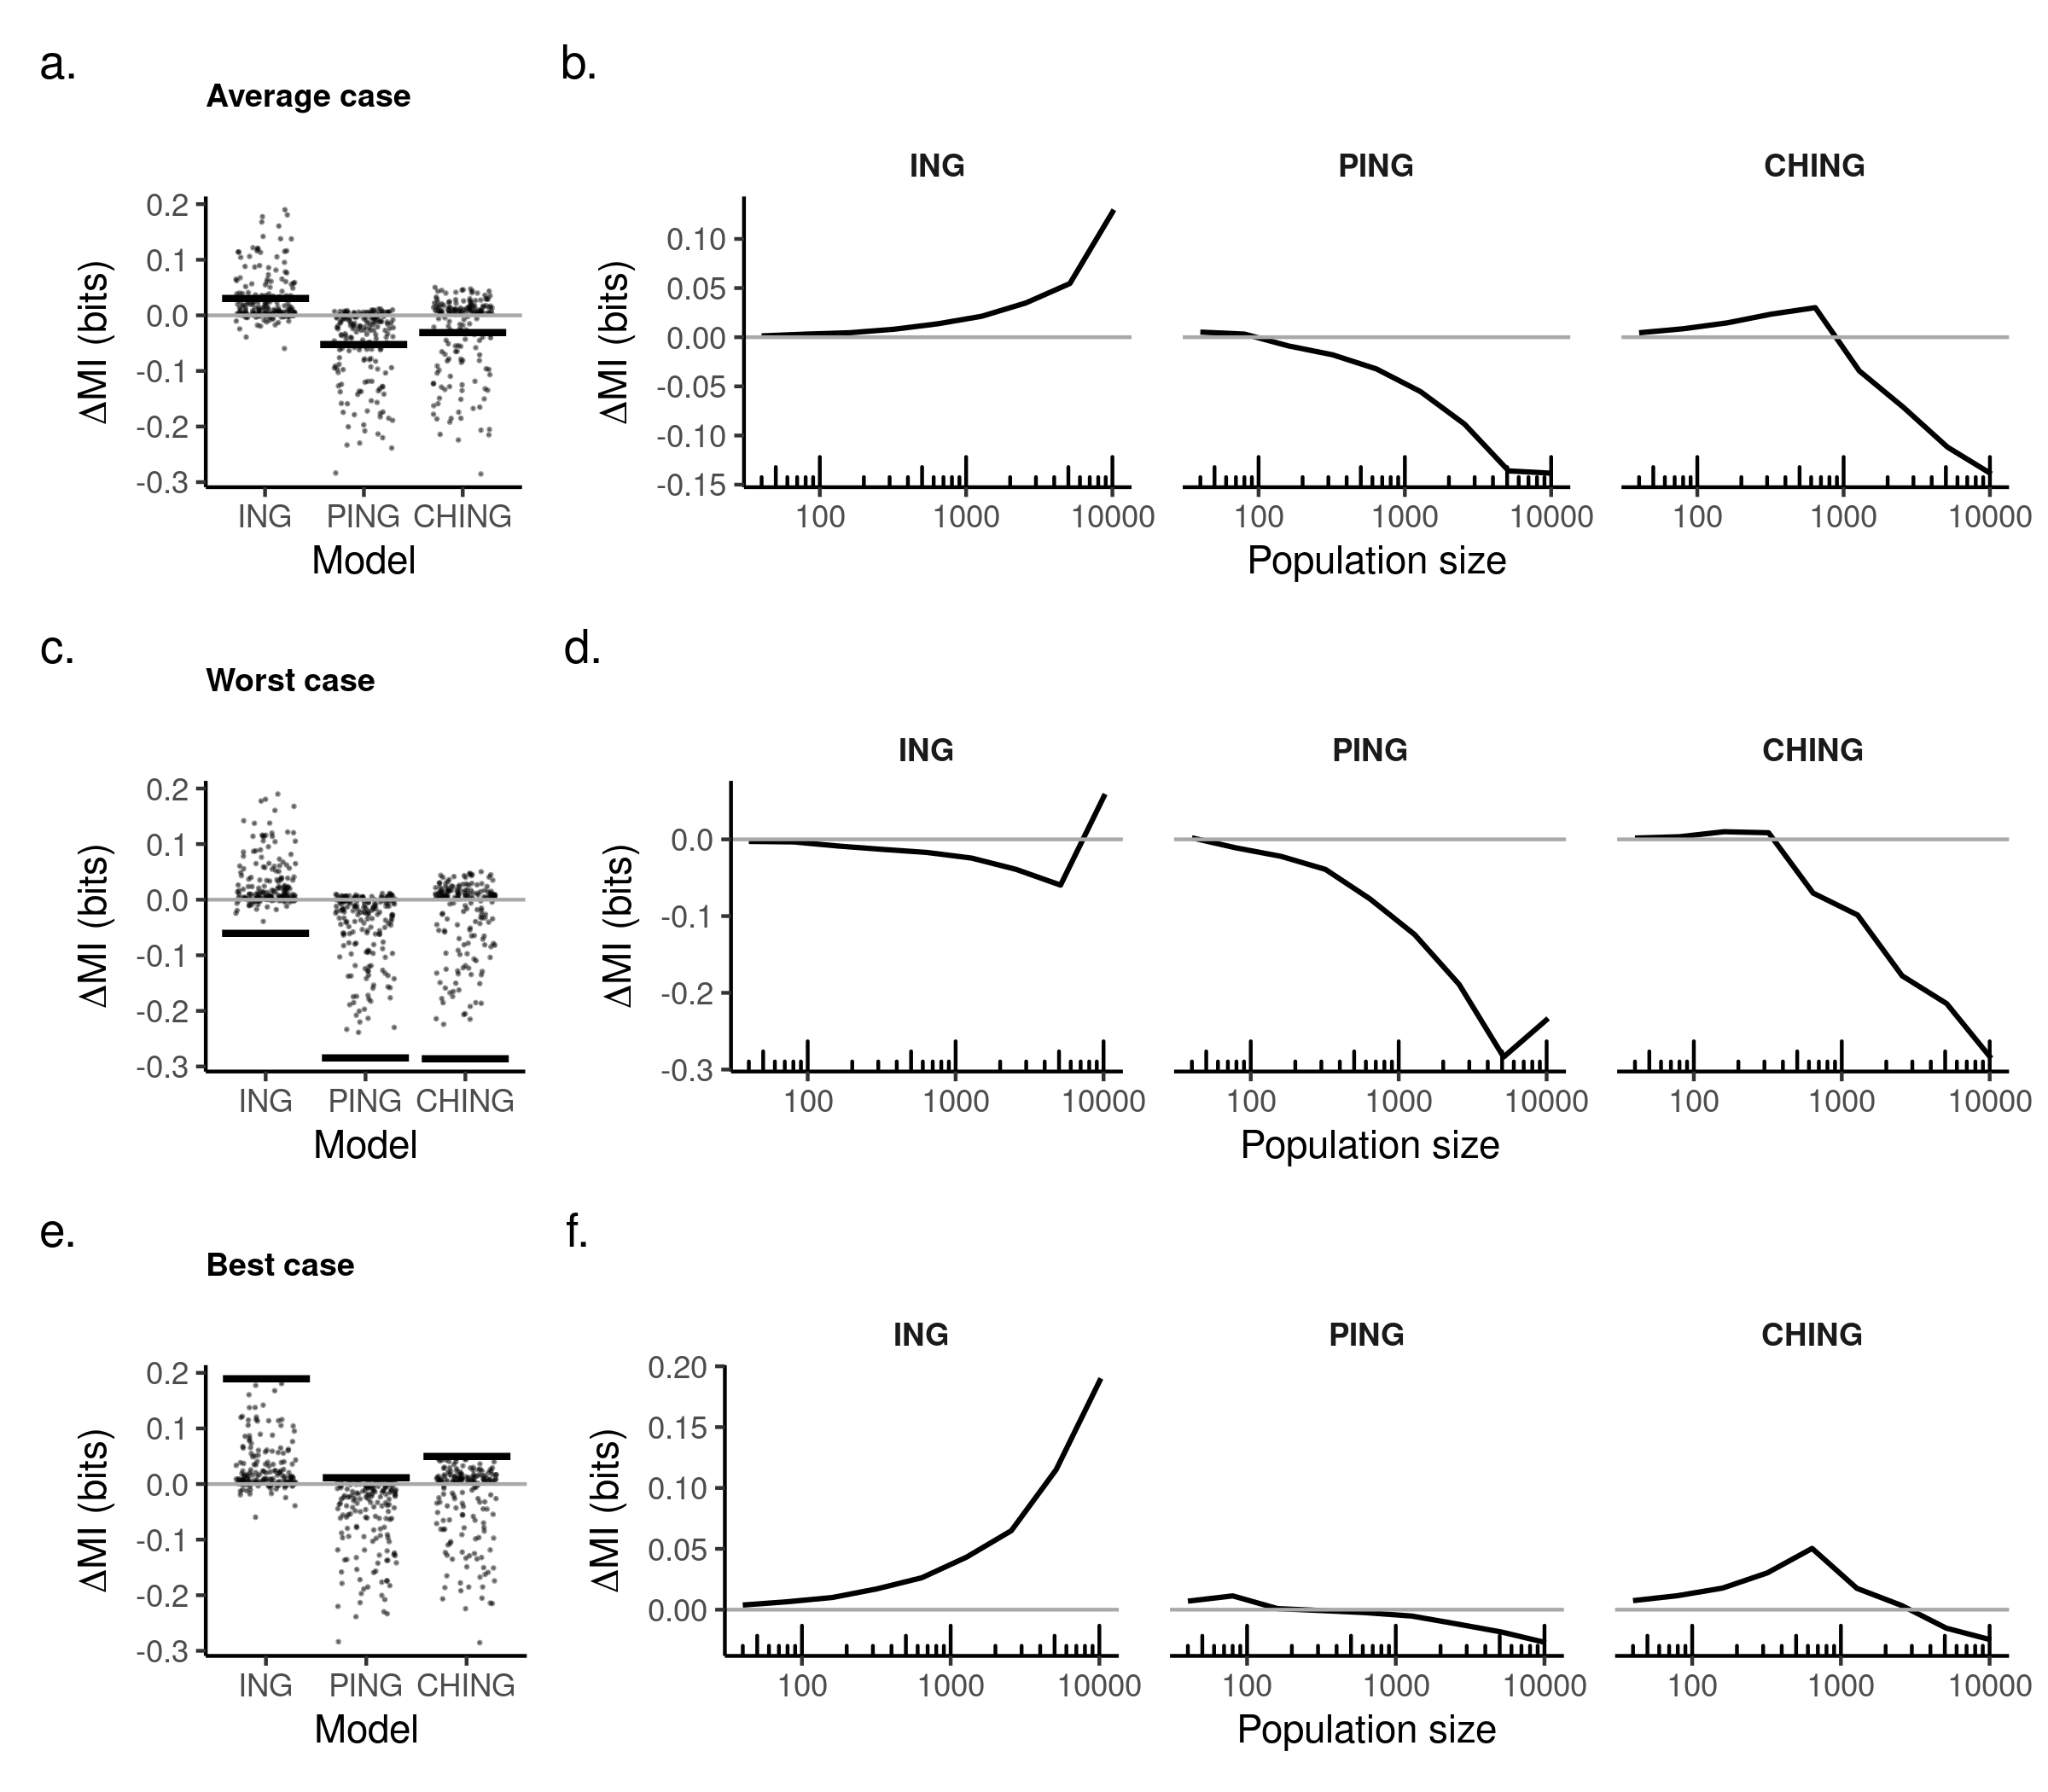 a.
Average case
ΔMI (bits)
0.2
0.1
0.0
-0.1
-0.2
-0.3
ING PING CHING
Model
b.
ING PING CHING
ΔMI (bits)
0.10
0.05
0.00
-0.05
-0.10
-0.15
100 1000 10000 100 1000 10000 100 1000 10000
Population size
c.
Worst case
ΔMI (bits)
0.2
0.1
0.0
-0.1
-0.2
-0.3
ING PING CHING
Model
d.
ING PING CHING
ΔMI (bits)
0.0
-0.1
-0.2
-0.3
100 1000 10000 100 1000 10000 100 1000 10000
Population size
e.
Best case
ΔMI (bits)
0.2
0.1
0.0
-0.1
-0.2
-0.3
ING PING CHING
Model
f.
ING PING CHING
ΔMI (bits)
0.20
0.15
0.10
0.05
0.00
100 1000 10000 100 1000 10000 100 1000 10000
Population size